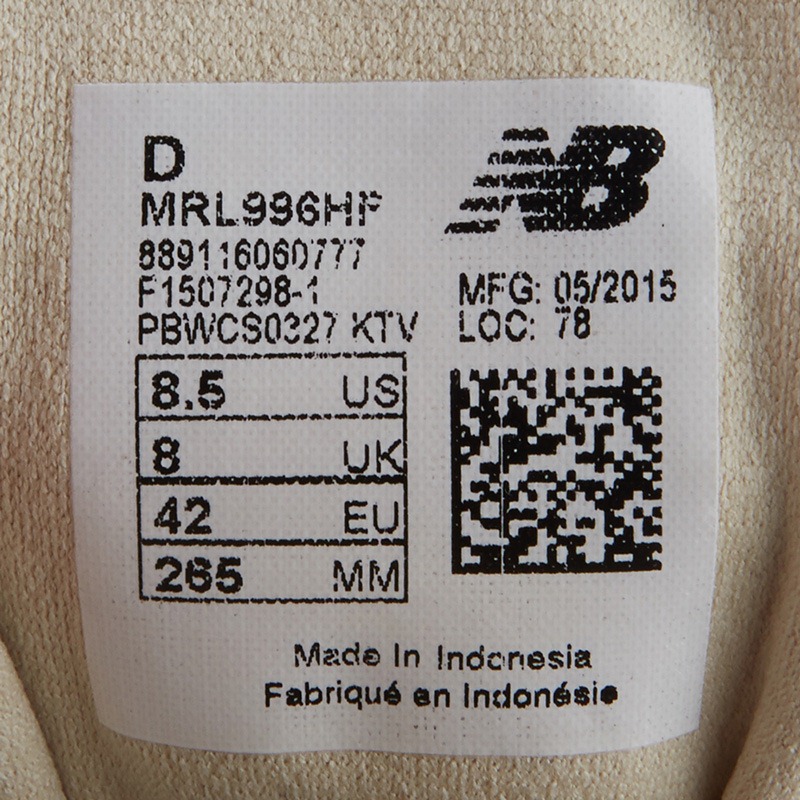 D
NB
MRL996HF
889116060777
F1507298-1
MFG: 05/2015
PBWCS0327 KTV
LOC: 78
8.5 US
8 UK
42 EU
265 MM
Made In Indonesia
Fabriqué en Indonésie